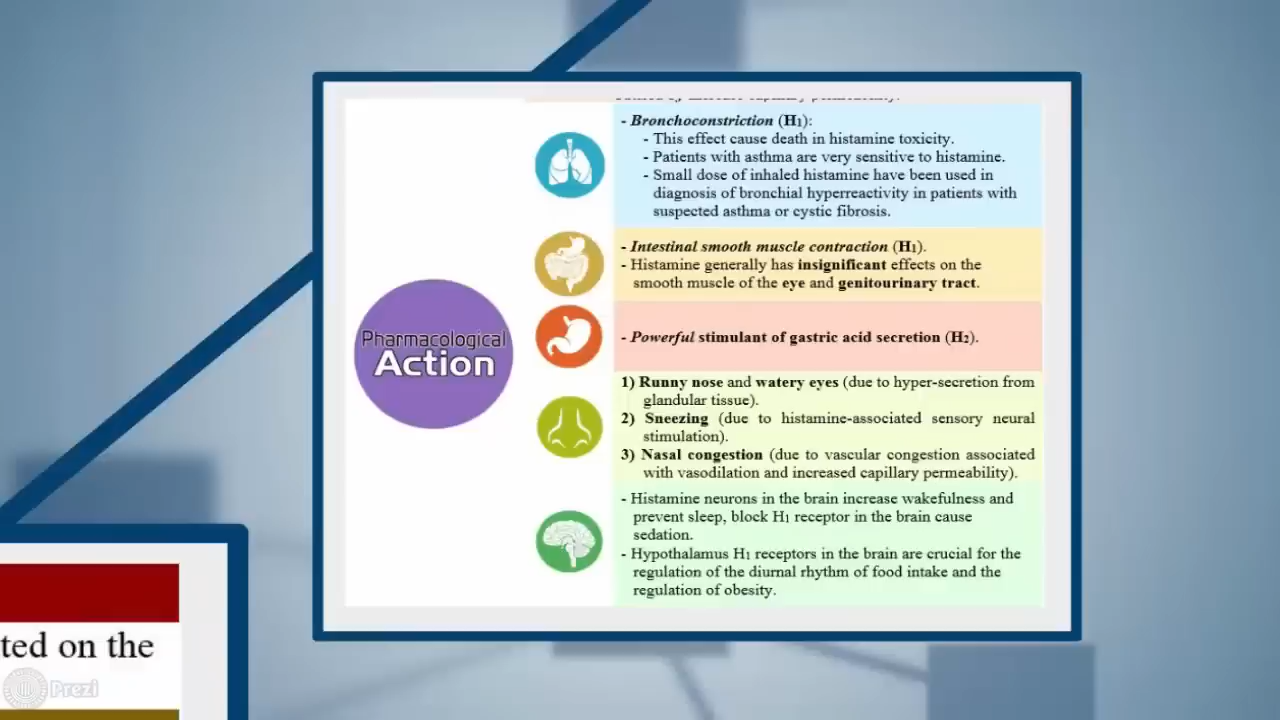 - Bronchoconstriction (H₁):
- This effect cause death in histamine toxicity.
- Patients with asthma are very sensitive to histamine.
- Small dose of inhaled histamine have been used in
diagnosis of bronchial hyperreactivity in patients with
suspected asthma or cystic fibrosis.
- Intestinal smooth muscle contraction (H₁).
- Histamine generally has insignificant effects on the
smooth muscle of the eye and genitourinary tract.
Pharmacological
Action
- Powerful stimulant of gastric acid secretion (H₂).
1) Runny nose and watery eyes (due to hyper-secretion from
glandular tissue).
2) Sneezing (due to histamine-associated sensory neural
stimulation).
3) Nasal congestion (due to vascular congestion associated
with vasodilation and increased capillary permeability).
- Histamine neurons in the brain increase wakefulness and
prevent sleep, block H₁ receptor in the brain cause
sedation.
- Hypothalamus H₁ receptors in the brain are crucial for the
regulation of the diurnal rhythm of food intake and the
regulation of obesity.
ted on the
Prezi